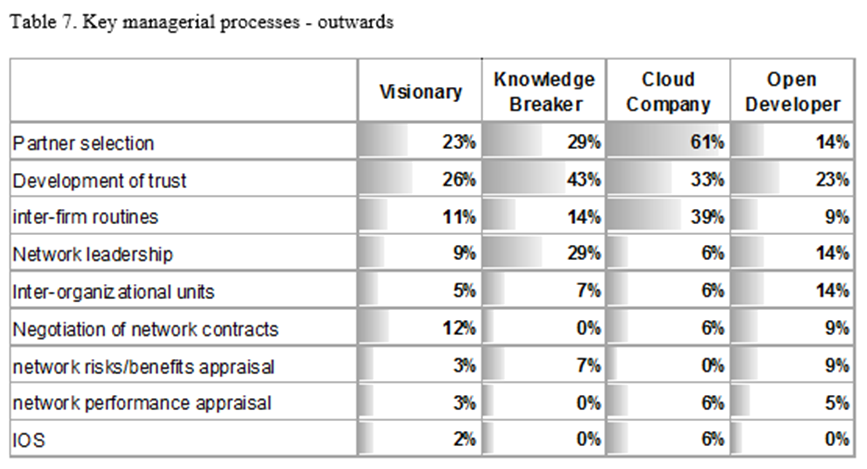 Table 7. Key managerial processes - outwards
Visionary Knowledge Breaker Cloud Company Open Developer
Partner selection 23% 29% 61% 14%
Development of trust 26% 43% 33% 23%
inter-firm routines 11% 14% 39% 9%
Network leadership 9% 29% 6% 14%
Inter-organizational units 5% 7% 6% 14%
Negotiation of network contracts 12% 0% 6% 9%
network risks/benefits appraisal 3% 7% 0% 9%
network performance appraisal 3% 0% 6% 5%
IOS 2% 0% 6% 0%